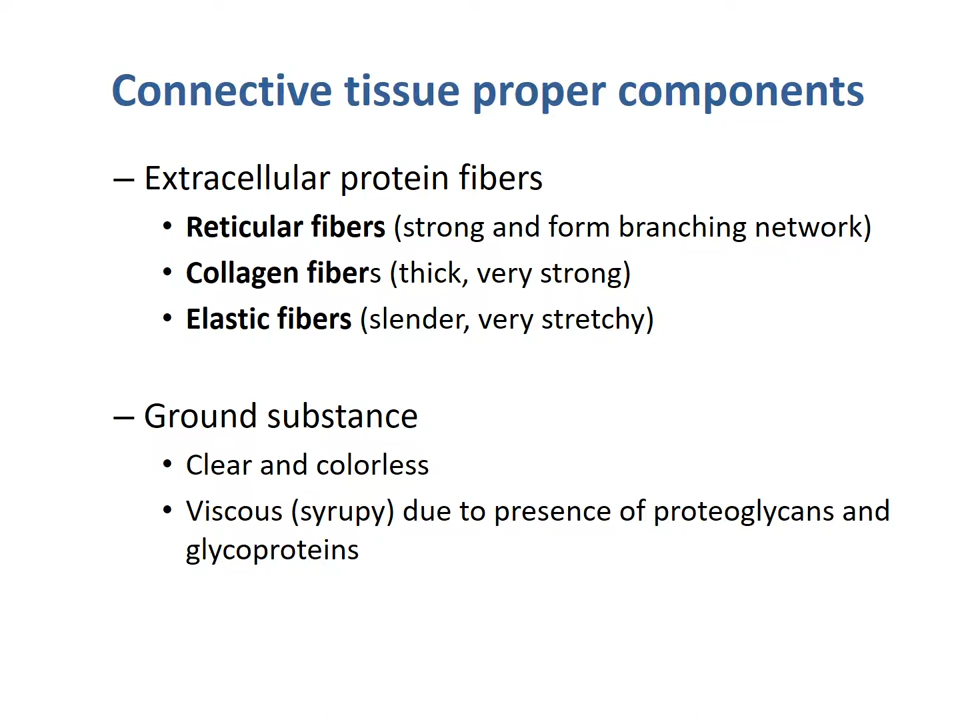 Connective tissue proper components
– Extracellular protein fibers
• Reticular fibers (strong and form branching network)
• Collagen fibers (thick, very strong)
• Elastic fibers (slender, very stretchy)
– Ground substance
• Clear and colorless
• Viscous (syrupy) due to presence of proteoglycans and
glycoproteins